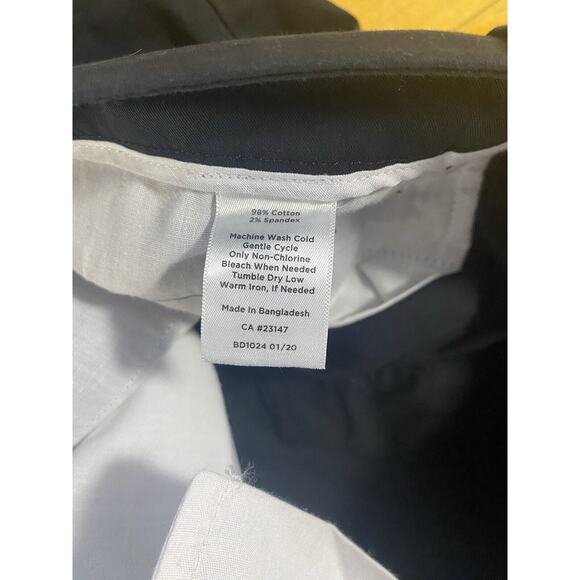 98% Cotton
2% Spandex
Machine Wash Cold
Gentle Cycle
Only Non-Chlorine
Bleach When Needed
Tumble Dry Low
Warm Iron, If Needed
Made In Bangladesh
CA #23147
BD1024 01/20